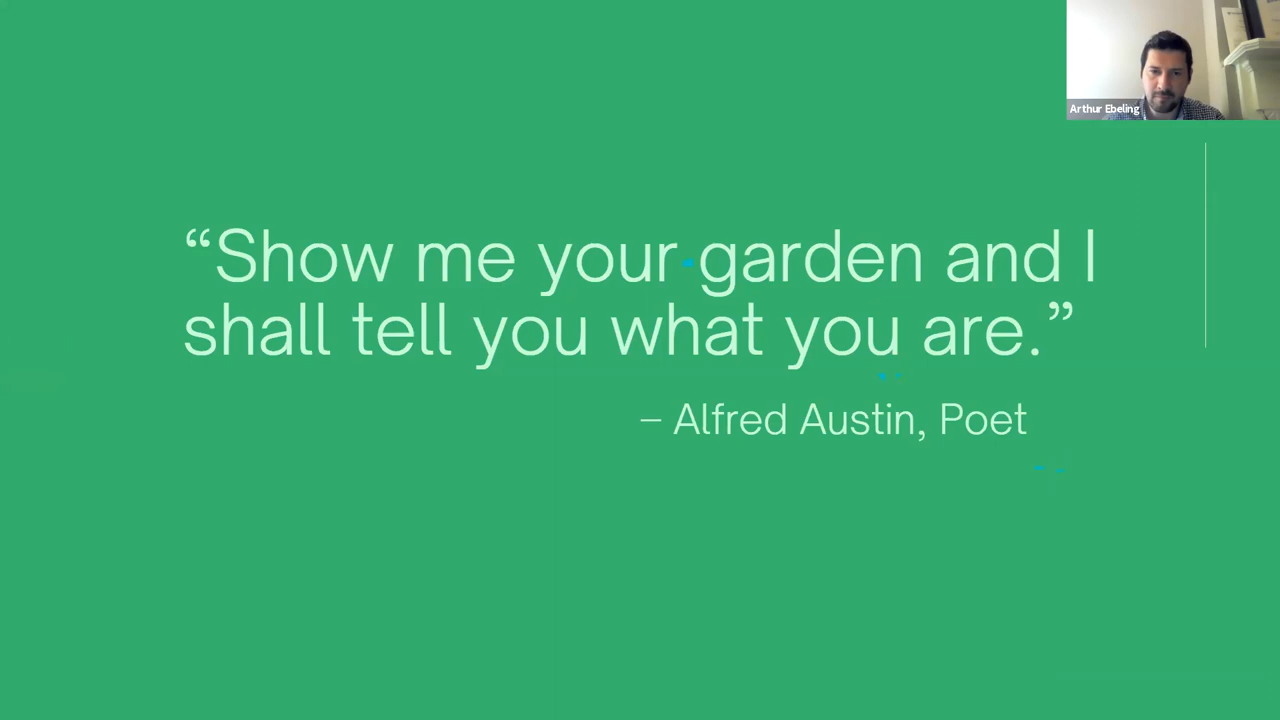 Arthur Ebeling
“Show me your garden and I
shall tell you what you are.”
– Alfred Austin, Poet